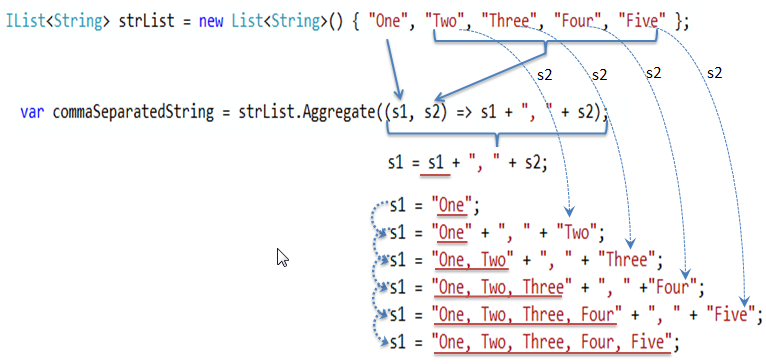 IList<String> strList = new List<String>() { "One", "Two", "Three", "Four", "Five" };
s2 s2 s2 s2
var commaSeparatedString = strList.Aggregate((s1, s2) => s1 + ", " + s2);
s1 = s1 + ", " + s2;
s1 = "One";
s1 = "One" + ", " + "Two";
s1 = "One, Two" + ", " + "Three";
s1 = "One, Two, Three" + ", " +"Four";
s1 = "One, Two, Three, Four" + ", " + "Five";
s1 = "One, Two, Three, Four, Five";